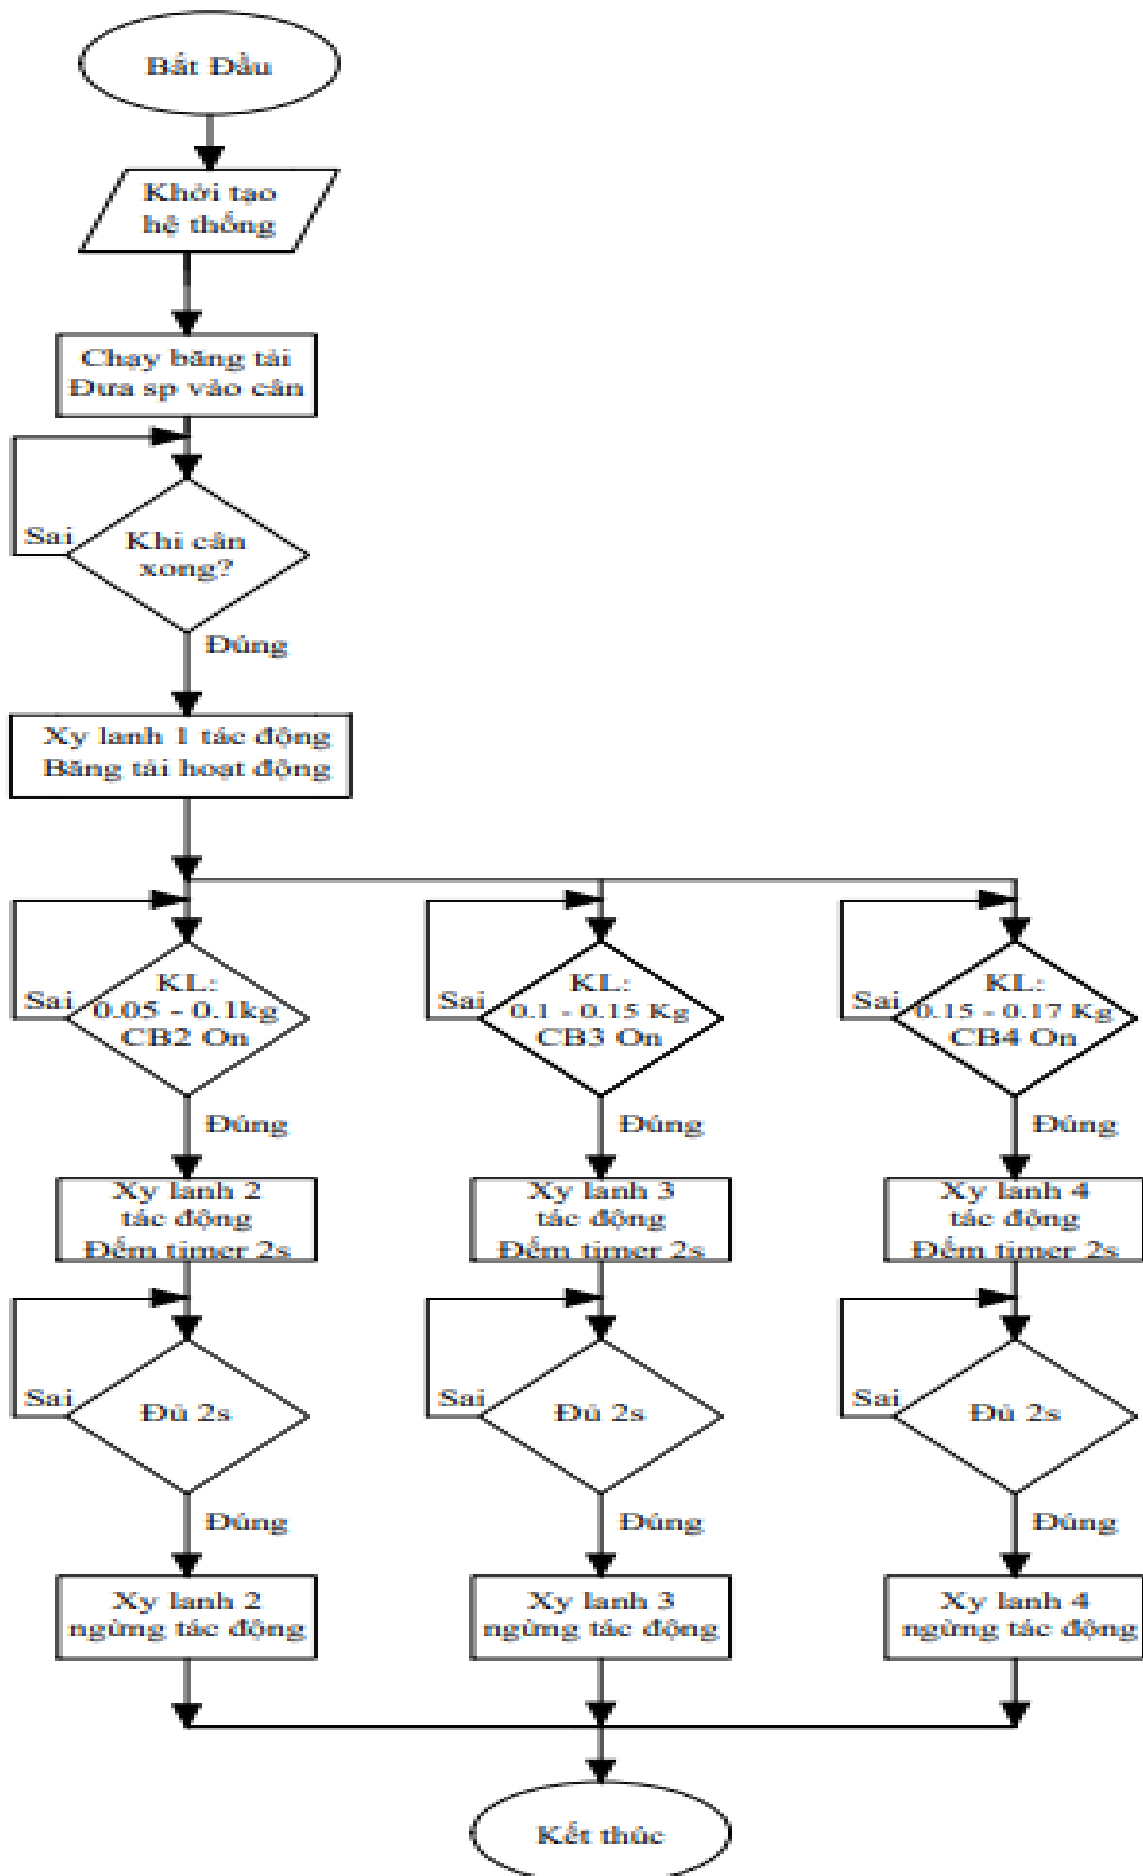 Bắt Đầu
Khởi tạo
hệ thống
Chạy băng tải
Đưa sp vào cân
Sai
Khi cân
xong?
Đúng
Xy lanh 1 tác động
Băng tải hoạt động
Sai
KL:
0.05 - 0.1kg
CB2 On
Sai
KL:
0.1 - 0.15 Kg
CB3 On
Sai
KL:
0.15 - 0.17 Kg
CB4 On
Đúng
Đúng
Đúng
Xy lanh 2
tác động
Đếm timer 2s
Xy lanh 3
tác động
Đếm timer 2s
Xy lanh 4
tác động
Đếm timer 2s
Sai
Đủ 2s
Sai
Đủ 2s
Sai
Đủ 2s
Đúng
Đúng
Đúng
Xy lanh 2
ngừng tác động
Xy lanh 3
ngừng tác động
Xy lanh 4
ngừng tác động
Kết thúc